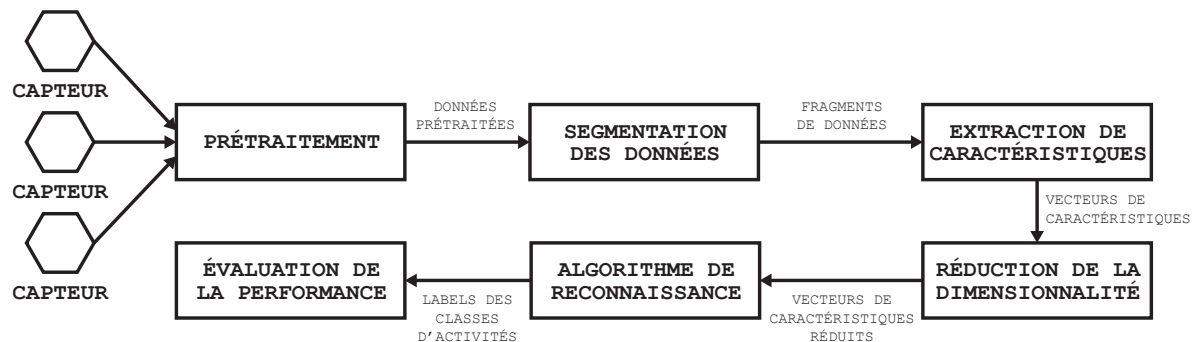 CAPTEUR
CAPTEUR
CAPTEUR
PRÉTRAITEMENT
DONNÉES
PRÉTRAITÉES
SEGMENTATION
DES DONNÉES
FRAGMENTS
DE DONNÉES
EXTRACTION DE
CARACTÉRISTIQUES
VECTEURS DE
CARACTÉRISTIQUES
RÉDUCTION DE LA
DIMENSIONNALITÉ
VECTEURS DE
CARACTÉRISTIQUES
RÉDUITS
ALGORITHME DE
RECONNAISSANCE
LABELS DES
CLASSES
D’ACTIVITÉS
ÉVALUATION DE
LA PERFORMANCE